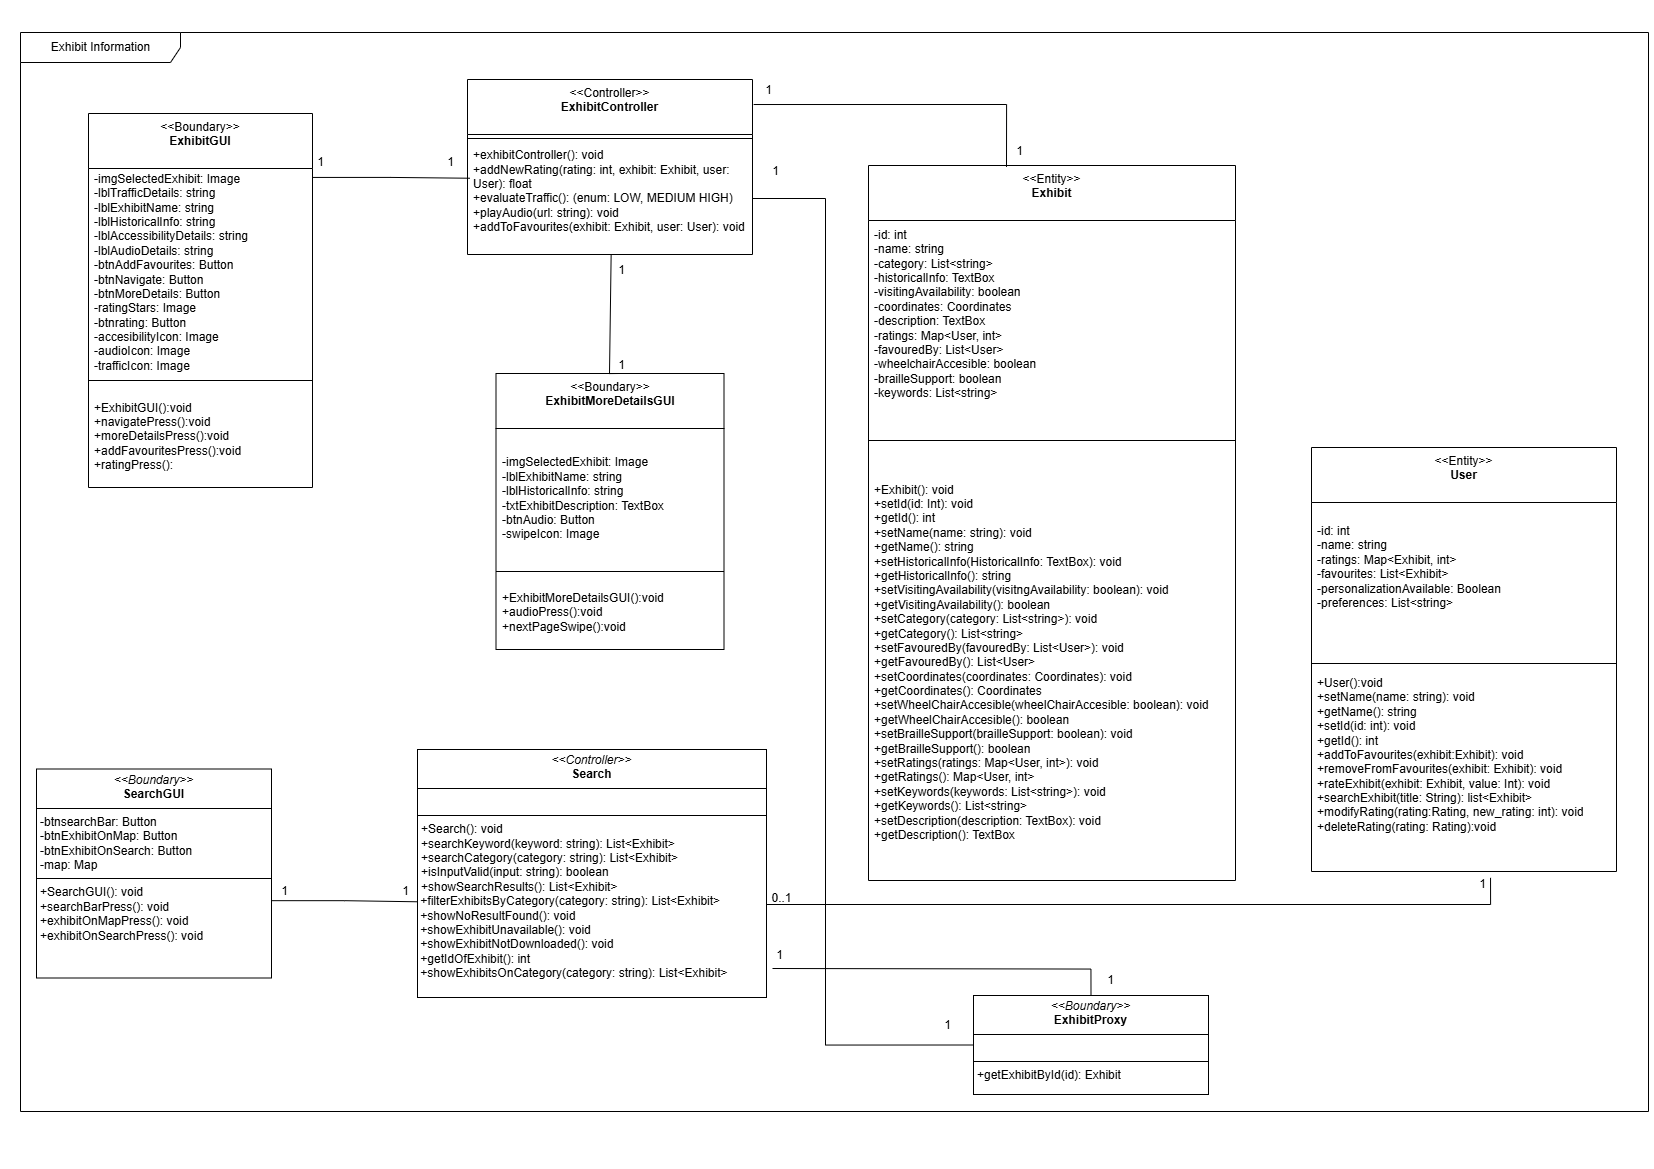 Exhibit Information
<<Boundary>>
ExhibitGUI
-imgSelectedExhibit: Image
-lblTrafficDetails: string
-lblExhibitName: string
-lblHistoricalInfo: string
-lblAccessibilityDetails: string
-lblAudioDetails: string
-btnAddFavourites: Button
-btnNavigate: Button
-btnMoreDetails: Button
-ratingStars: Image
-btnrating: Button
-accesibilityIcon: Image
-audioIcon: Image
-trafficIcon: Image
+ExhibitGUI():void
+navigatePress():void
+moreDetailsPress():void
+addFavouritesPress():void
+ratingPress():
1
1
<<Controller>>
ExhibitController
+exhibitController(): void
+addNewRating(rating: int, exhibit: Exhibit, user:
User): float
+evaluateTraffic(): (enum: LOW, MEDIUM HIGH)
+playAudio(url: string): void
+addToFavourites(exhibit: Exhibit, user: User): void
1
1
1
1
1
<<Boundary>>
ExhibitMoreDetailsGUI
-imgSelectedExhibit: Image
-lblExhibitName: string
-lblHistoricalInfo: string
-txtExhibitDescription: TextBox
-btnAudio: Button
-swipeIcon: Image
+ExhibitMoreDetailsGUI():void
+audioPress():void
+nextPageSwipe():void
<<Entity>>
Exhibit
-id: int
-name: string
-category: List<string>
-historicalInfo: TextBox
-visitingAvailability: boolean
-coordinates: Coordinates
-description: TextBox
-ratings: Map<User, int>
-favouredBy: List<User>
-wheelchairAccesible: boolean
-brailleSupport: boolean
-keywords: List<string>
+Exhibit(): void
+setId(id: Int): void
+getId(): int
+setName(name: string): void
+getName(): string
+setHistoricalInfo(HistoricalInfo: TextBox): void
+getHistoricalInfo(): string
+setVisitingAvailability(visitngAvailability: boolean): void
+getVisitingAvailability(): boolean
+setCategory(category: List<string>): void
+getCategory(): List<string>
+setFavouredBy(favouredBy: List<User>): void
+getFavouredBy(): List<User>
+setCoordinates(coordinates: Coordinates): void
+getCoordinates(): Coordinates
+setWheelChairAccesible(wheelChairAccesible: boolean): void
+getWheelChairAccesible(): boolean
+setBrailleSupport(brailleSupport: boolean): void
+getBrailleSupport(): boolean
+setRatings(ratings: Map<User, int>): void
+getRatings(): Map<User, int>
+setKeywords(keywords: List<string>): void
+getKeywords(): List<string>
+setDescription(description: TextBox): void
+getDescription(): TextBox
<<Entity>>
User
-id: int
-name: string
-ratings: Map<Exhibit, int>
-favourites: List<Exhibit>
-personalizationAvailable: Boolean
-preferences: List<string>
+User():void
+setName(name: string): void
+getName(): string
+setId(id: int): void
+getId(): int
+addToFavourites(exhibit:Exhibit): void
+removeFromFavourites(exhibit: Exhibit): void
+rateExhibit(exhibit: Exhibit, value: Int): void
+searchExhibit(title: String): list<Exhibit>
+modifyRating(rating:Rating, new_rating: int): void
+deleteRating(rating: Rating):void
1
<<Boundary>>
SearchGUI
-btnsearchBar: Button
-btnExhibitOnMap: Button
-btnExhibitOnSearch: Button
-map: Map
+SearchGUI(): void
+searchBarPress(): void
+exhibitOnMapPress(): void
+exhibitOnSearchPress(): void
1
1
<<Controller>>
Search
+Search(): void
+searchKeyword(keyword: string): List<Exhibit>
+searchCategory(category: string): List<Exhibit>
+isInputValid(input: string): boolean
+showSearchResults(): List<Exhibit>
+filterExhibitsByCategory(category: string): List<Exhibit>
+showNoResultFound(): void
+showExhibitUnavailable(): void
+showExhibitNotDownloaded(): void
+getIdOfExhibit(): int
+showExhibitsOnCategory(category: string): List<Exhibit>
0..1
1
1
1
<<Boundary>>
ExhibitProxy
+getExhibitById(id): Exhibit